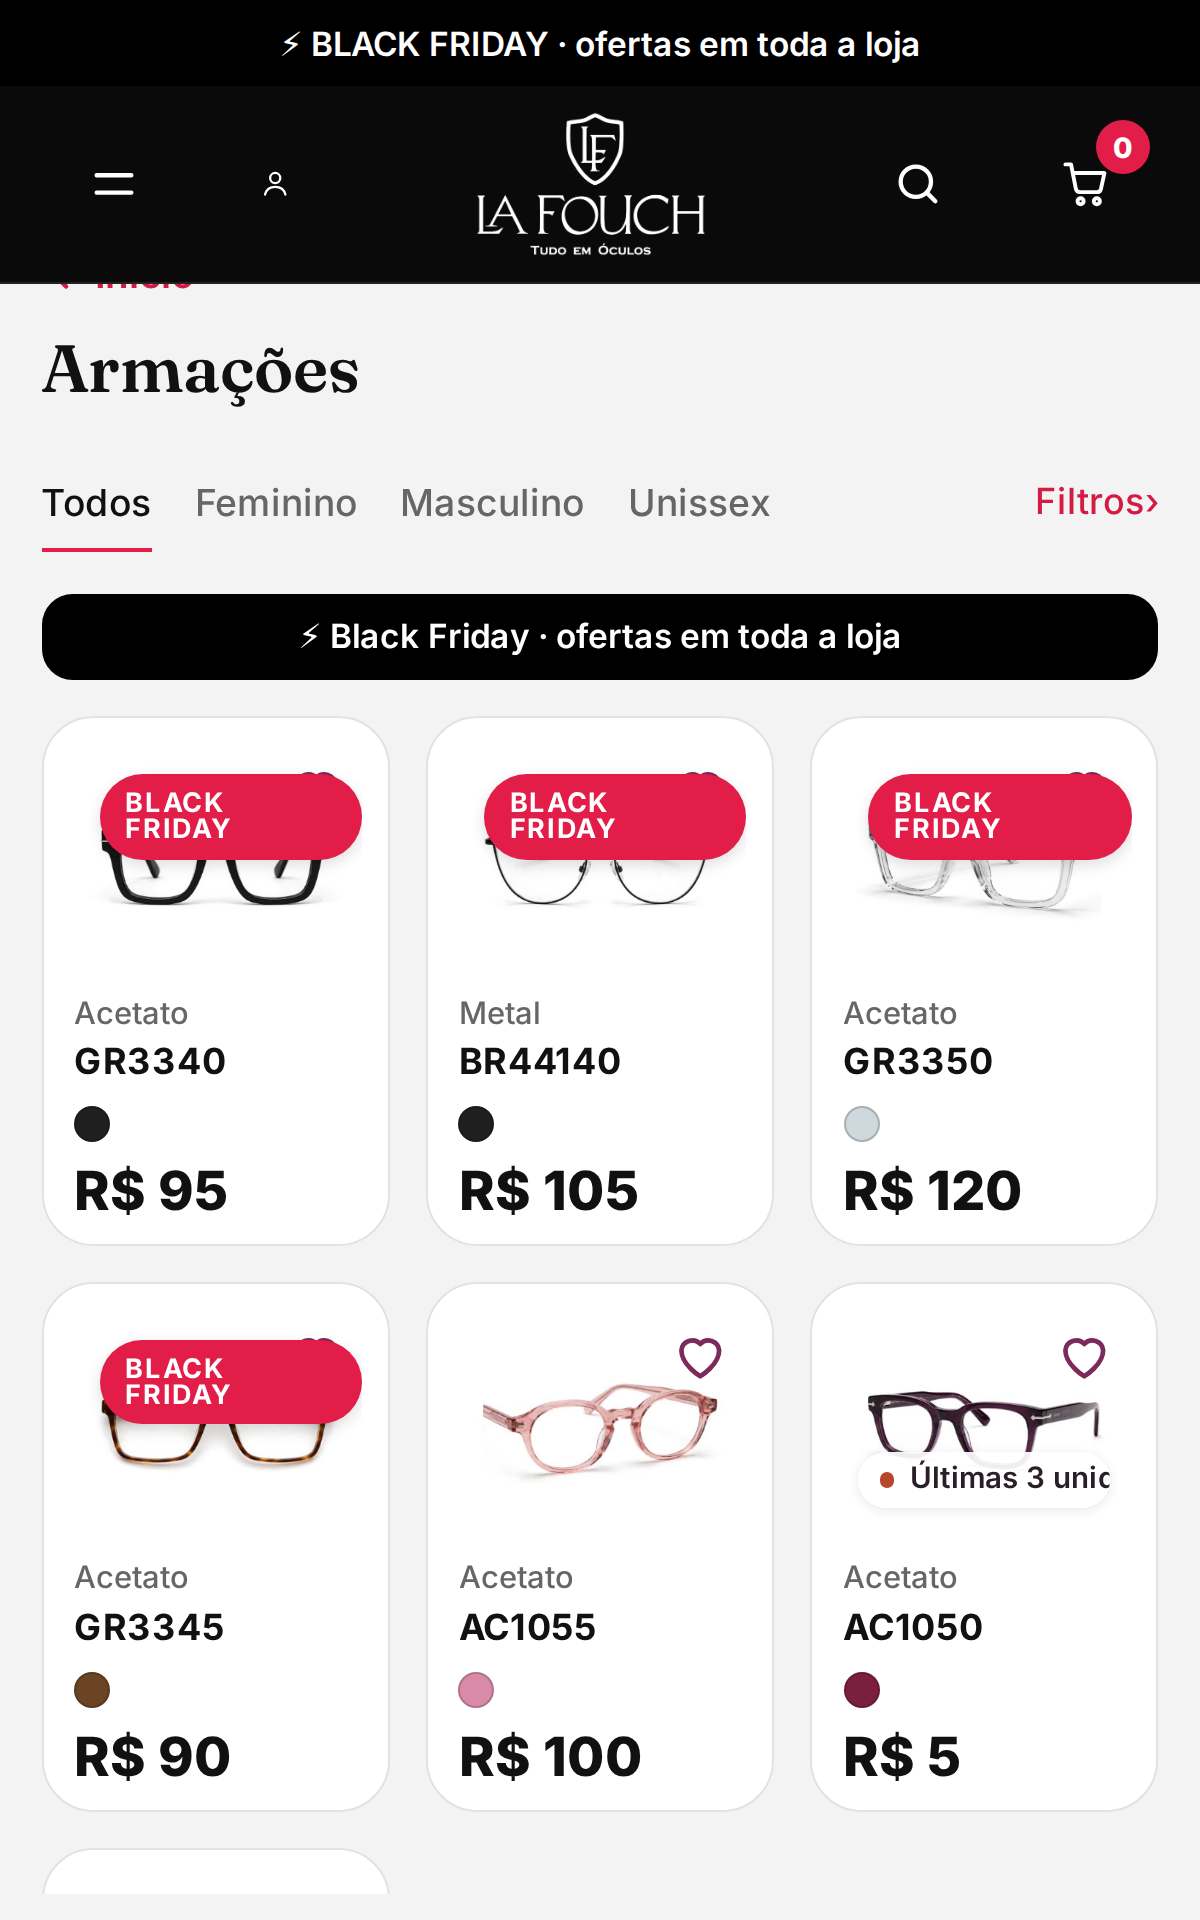 ⚡ BLACK FRIDAY · ofertas em toda a loja
0
LF
LA FOUCH
TUDO EM ÓCULOS
Armações
Todos Feminino Masculino Unissex Filtros›
⚡ Black Friday · ofertas em toda a loja
BLACK
FRIDAY
Acetato
GR3340
R$ 95
BLACK
FRIDAY
Metal
BR44140
R$ 105
BLACK
FRIDAY
Acetato
GR3350
R$ 120
BLACK
FRIDAY
Acetato
GR3345
R$ 90
Acetato
AC1055
R$ 100
Últimas 3 unid
Acetato
AC1050
R$ 5